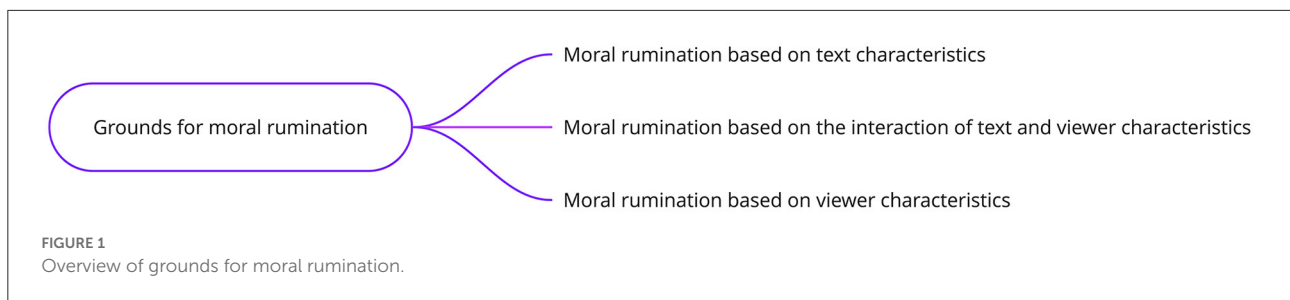 Moral rumination based on text characteristics
Grounds for moral rumination
Moral rumination based on the interaction of text and viewer characteristics
Moral rumination based on viewer characteristics
FIGURE 1
Overview of grounds for moral rumination.